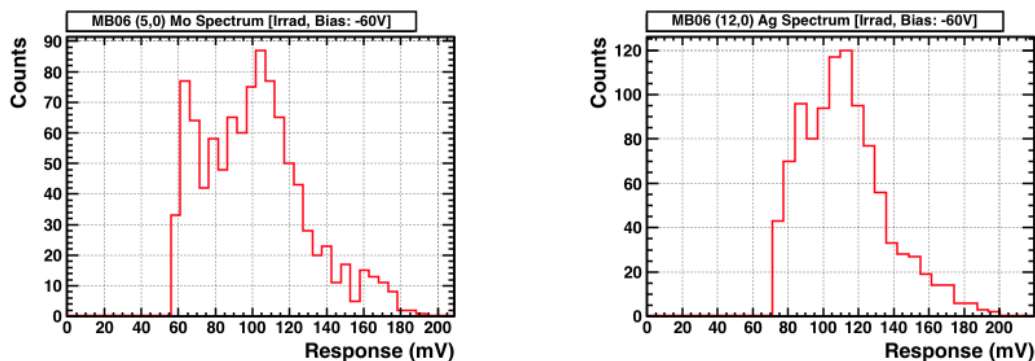 MB06 (5,0) Mo Spectrum [Irrad, Bias: -60V]
Counts
90
80
70
60
50
40
30
20
10
0
0 20 40 60 80 100 120 140 160 180 200
Response (mV)
MB06 (12,0) Ag Spectrum [Irrad, Bias: -60V]
Counts
120
100
80
60
40
20
0
0 20 40 60 80 100 120 140 160 180 200
Response (mV)